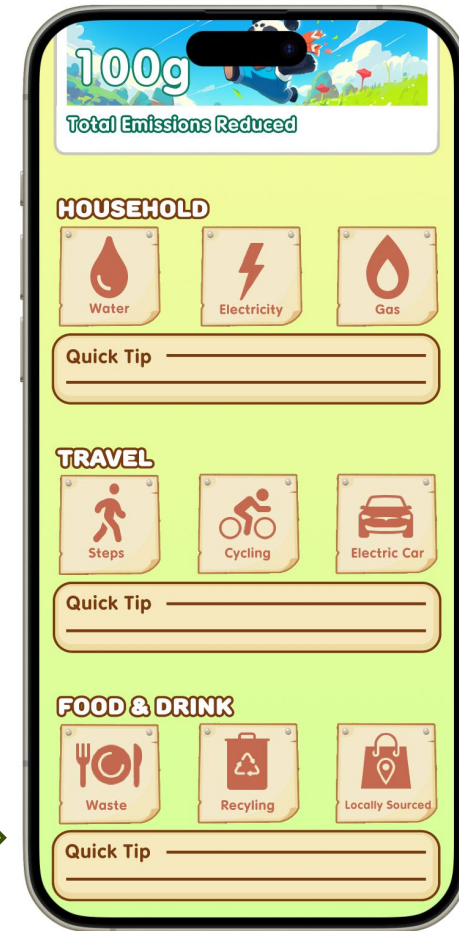 100g
Total Emissions Reduced
HOUSEHOLD
Water Electricity Gas
Quick Tip
TRAVEL
Steps Cycling Electric Car
Quick Tip
FOOD & DRINK
Waste Recyling Locally Sourced
Quick Tip